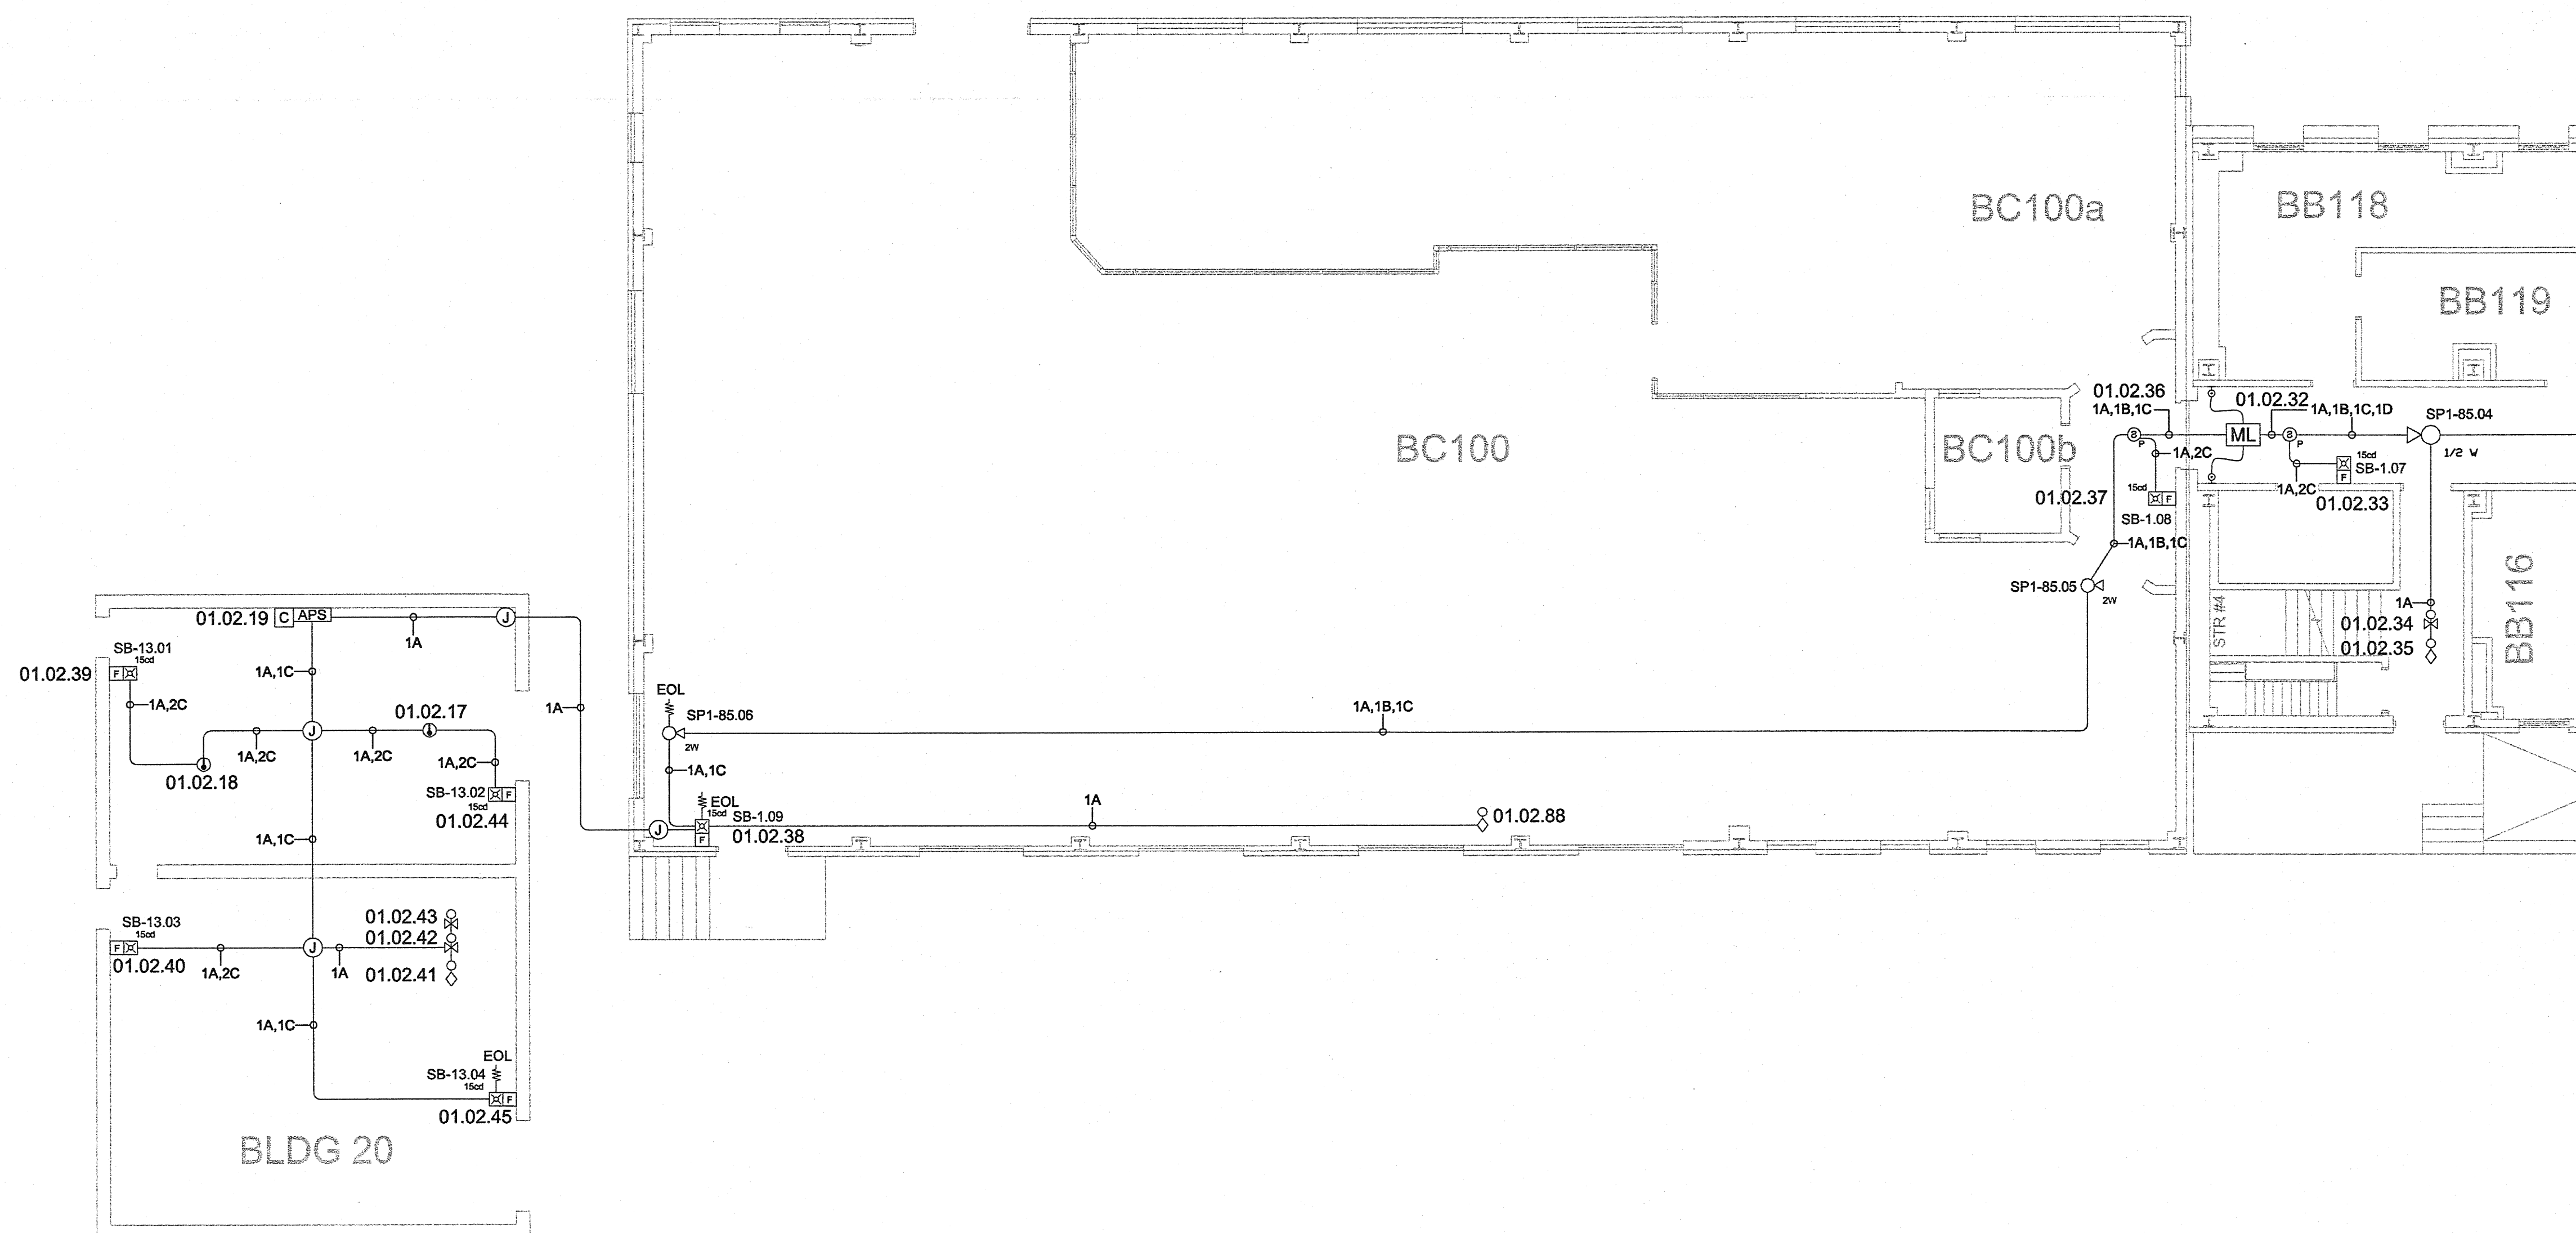 BC100a
BB118
BB119
01.02.36
1A,1B,1C
01.02.32
1A,1B,1C,1D
SP1-85.04
BC100
BC100b
S
P
ML
S
P
1/2 W
1A,2C
15cd
SB-1.07
F
15cd
F
01.02.37
1A,2C
01.02.33
SB-1.08
1A,1B,1C
SP1-85.05
2W
BB116
STR #4
1A
01.02.34
01.02.35
01.02.19
C
APS
J
1A
SB-13.01
15cd
01.02.39
F
1A,1C
1A,2C
01.02.17
1A
EOL
SP1-85.06
2W
1A,1B,1C
J
1A,2C
1A,2C
01.02.18
1A,2C
1A,1C
SB-13.02
15cd
F
01.02.44
EOL
15cd
SB-1.09
J
F
01.02.38
1A
01.02.88
1A,1C
SB-13.03
15cd
F
01.02.40
1A,2C
J
1A
01.02.43
01.02.42
01.02.41
1A,1C
EOL
SB-13.04
15cd
F
01.02.45
BLDG 20